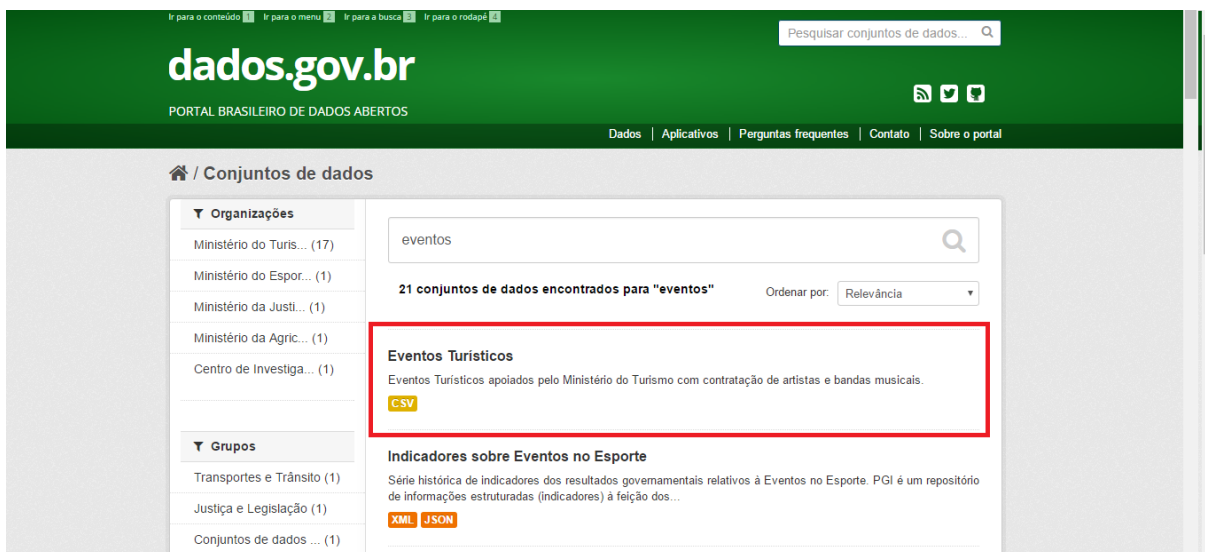 Ir para o conteúdo 1 Ir para o menu 2 Ir para a busca 3 Ir para o rodapé 4
Pesquisar conjuntos de dados...
dados.gov.br
PORTAL BRASILEIRO DE DADOS ABERTOS
Dados | Aplicativos | Perguntas frequentes | Contato | Sobre o portal
/ Conjuntos de dados
Organizações
Ministério do Turis... (17)
Ministério do Espor... (1)
Ministério da Justi... (1)
Ministério da Agric... (1)
Centro de Investiga... (1)
Grupos
Transportes e Trânsito (1)
Justiça e Legislação (1)
Conjuntos de dados ... (1)
eventos
21 conjuntos de dados encontrados para "eventos"
Ordenar por: Relevância
Eventos Turísticos
Eventos Turísticos apoiados pelo Ministério do Turismo com contratação de artistas e bandas musicais.
CSV
Indicadores sobre Eventos no Esporte
Série histórica de indicadores dos resultados governamentais relativos à Eventos no Esporte. PGI é um repositório
de informações estruturadas (indicadores) à feição dos...
XML JSON